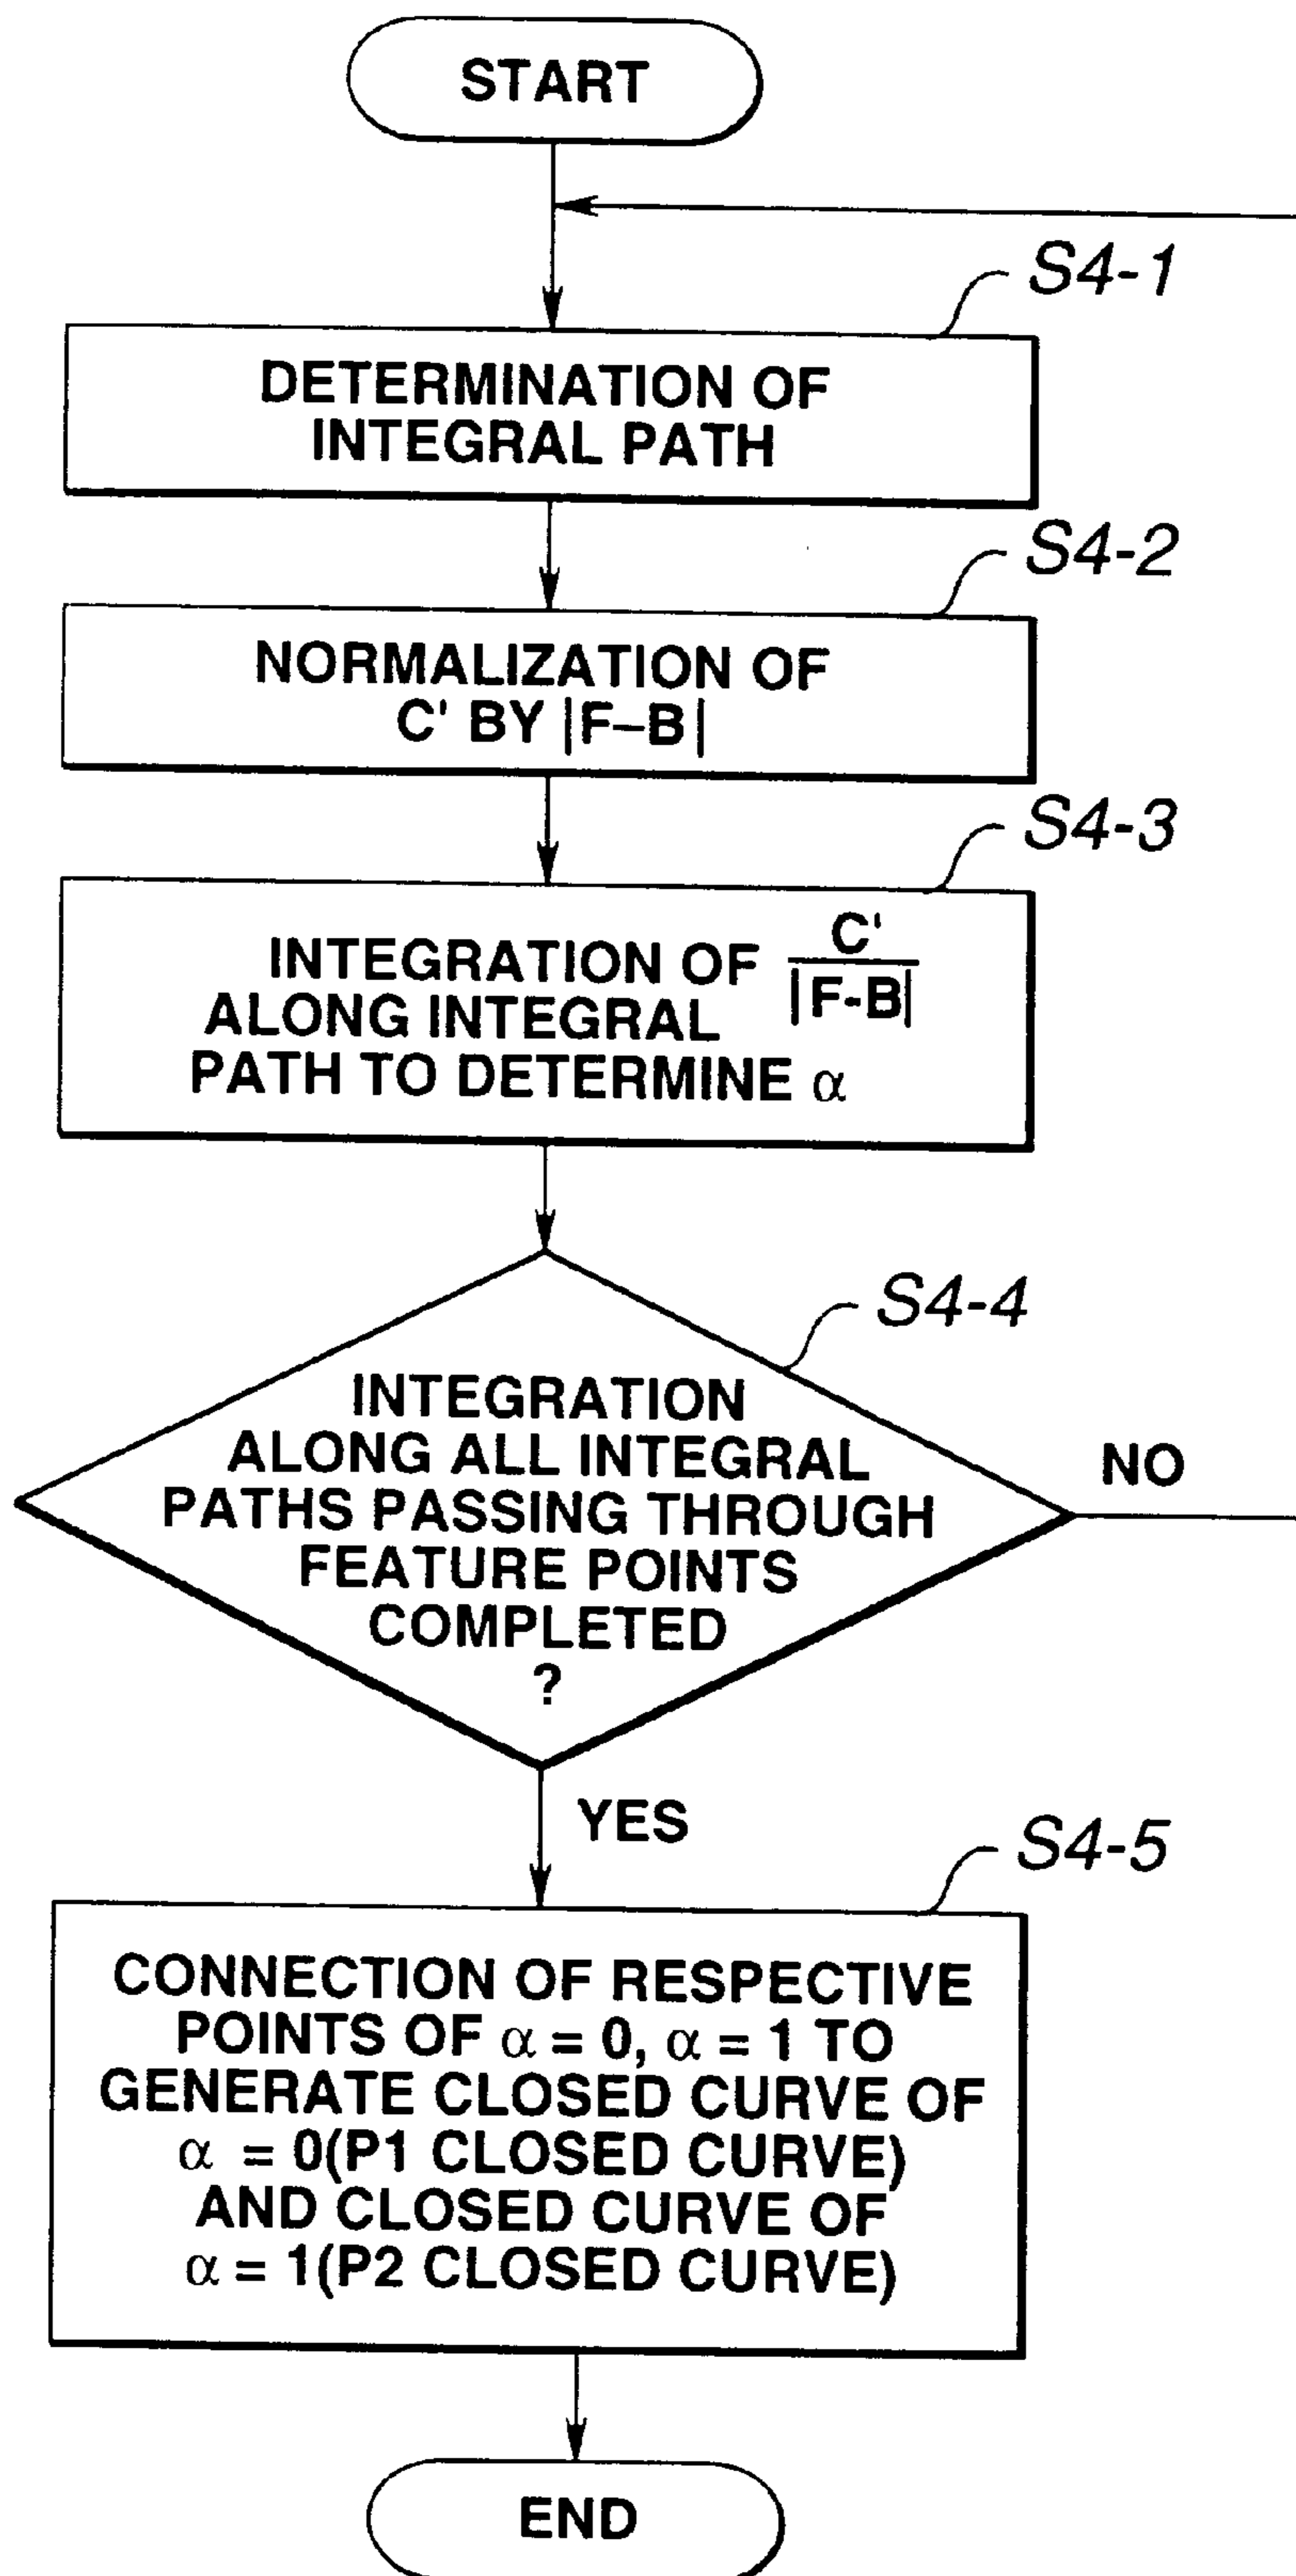 START
S4-1
DETERMINATION OF
INTEGRAL PATH
S4-2
NORMALIZATION OF
C' BY |F–B|
S4-3
INTEGRATION OF C'
|F-B|
ALONG INTEGRAL
PATH TO DETERMINE α
S4-4
INTEGRATION
ALONG ALL INTEGRAL
PATHS PASSING THROUGH
FEATURE POINTS
COMPLETED
?
NO
YES
S4-5
CONNECTION OF RESPECTIVE
POINTS OF α = 0, α = 1 TO
GENERATE CLOSED CURVE OF
α = 0(P1 CLOSED CURVE)
AND CLOSED CURVE OF
α = 1(P2 CLOSED CURVE)
END